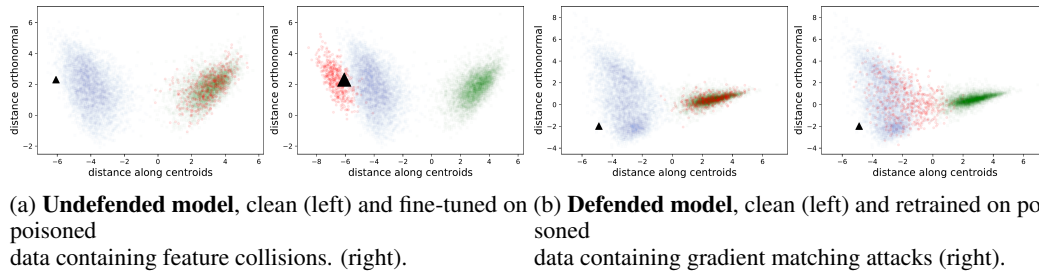 6
4
2
0
−2
distance orthonormal
−6 −4 −2 0 2 4 6
distance along centroids
6
4
2
0
−2
distance orthonormal
−8 −6 −4 −2 0 2 4 6
distance along centroids
8
6
4
2
0
−2
−4
distance orthonormal
−6 −4 −2 0 2 4 6
distance along centroids
8
6
4
2
0
−2
−4
distance orthonormal
−6 −4 −2 0 2 4 6
distance along centroids
(a) Undefended model, clean (left) and fine-tuned on
poisoned
data containing feature collisions. (right).
(b) Defended model, clean (left) and retrained on po
soned
data containing gradient matching attacks (right).